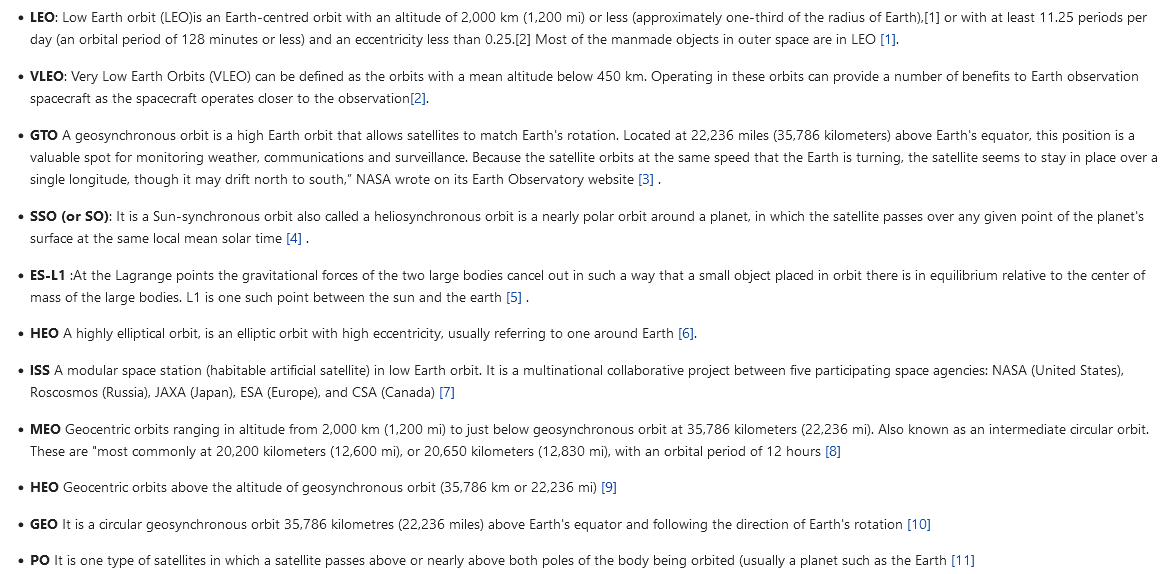 • LEO: Low Earth orbit (LEO)is an Earth-centred orbit with an altitude of 2,000 km (1,200 mi) or less (approximately one-third of the radius of Earth),[1] or with at least 11.25 periods per
day (an orbital period of 128 minutes or less) and an eccentricity less than 0.25.[2] Most of the manmade objects in outer space are in LEO [1].
• VLEO: Very Low Earth Orbits (VLEO) can be defined as the orbits with a mean altitude below 450 km. Operating in these orbits can provide a number of benefits to Earth observation
spacecraft as the spacecraft operates closer to the observation[2].
• GTO A geosynchronous orbit is a high Earth orbit that allows satellites to match Earth's rotation. Located at 22,236 miles (35,786 kilometers) above Earth's equator, this position is a
valuable spot for monitoring weather, communications and surveillance. Because the satellite orbits at the same speed that the Earth is turning, the satellite seems to stay in place over a
single longitude, though it may drift north to south,” NASA wrote on its Earth Observatory website [3] .
• SSO (or SO): It is a Sun-synchronous orbit also called a heliosynchronous orbit is a nearly polar orbit around a planet, in which the satellite passes over any given point of the planet's
surface at the same local mean solar time [4] .
• ES-L1 :At the Lagrange points the gravitational forces of the two large bodies cancel out in such a way that a small object placed in orbit there is in equilibrium relative to the center of
mass of the large bodies. L1 is one such point between the sun and the earth [5] .
• HEO A highly elliptical orbit, is an elliptic orbit with high eccentricity, usually referring to one around Earth [6].
• ISS A modular space station (habitable artificial satellite) in low Earth orbit. It is a multinational collaborative project between five participating space agencies: NASA (United States),
Roscosmos (Russia), JAXA (Japan), ESA (Europe), and CSA (Canada) [7]
• MEO Geocentric orbits ranging in altitude from 2,000 km (1,200 mi) to just below geosynchronous orbit at 35,786 kilometers (22,236 mi). Also known as an intermediate circular orbit.
These are "most commonly at 20,200 kilometers (12,600 mi), or 20,650 kilometers (12,830 mi), with an orbital period of 12 hours [8]
• HEO Geocentric orbits above the altitude of geosynchronous orbit (35,786 km or 22,236 mi) [9]
• GEO It is a circular geosynchronous orbit 35,786 kilometres (22,236 miles) above Earth's equator and following the direction of Earth's rotation [10]
• PO It is one type of satellites in which a satellite passes above or nearly above both poles of the body being orbited (usually a planet such as the Earth [11]